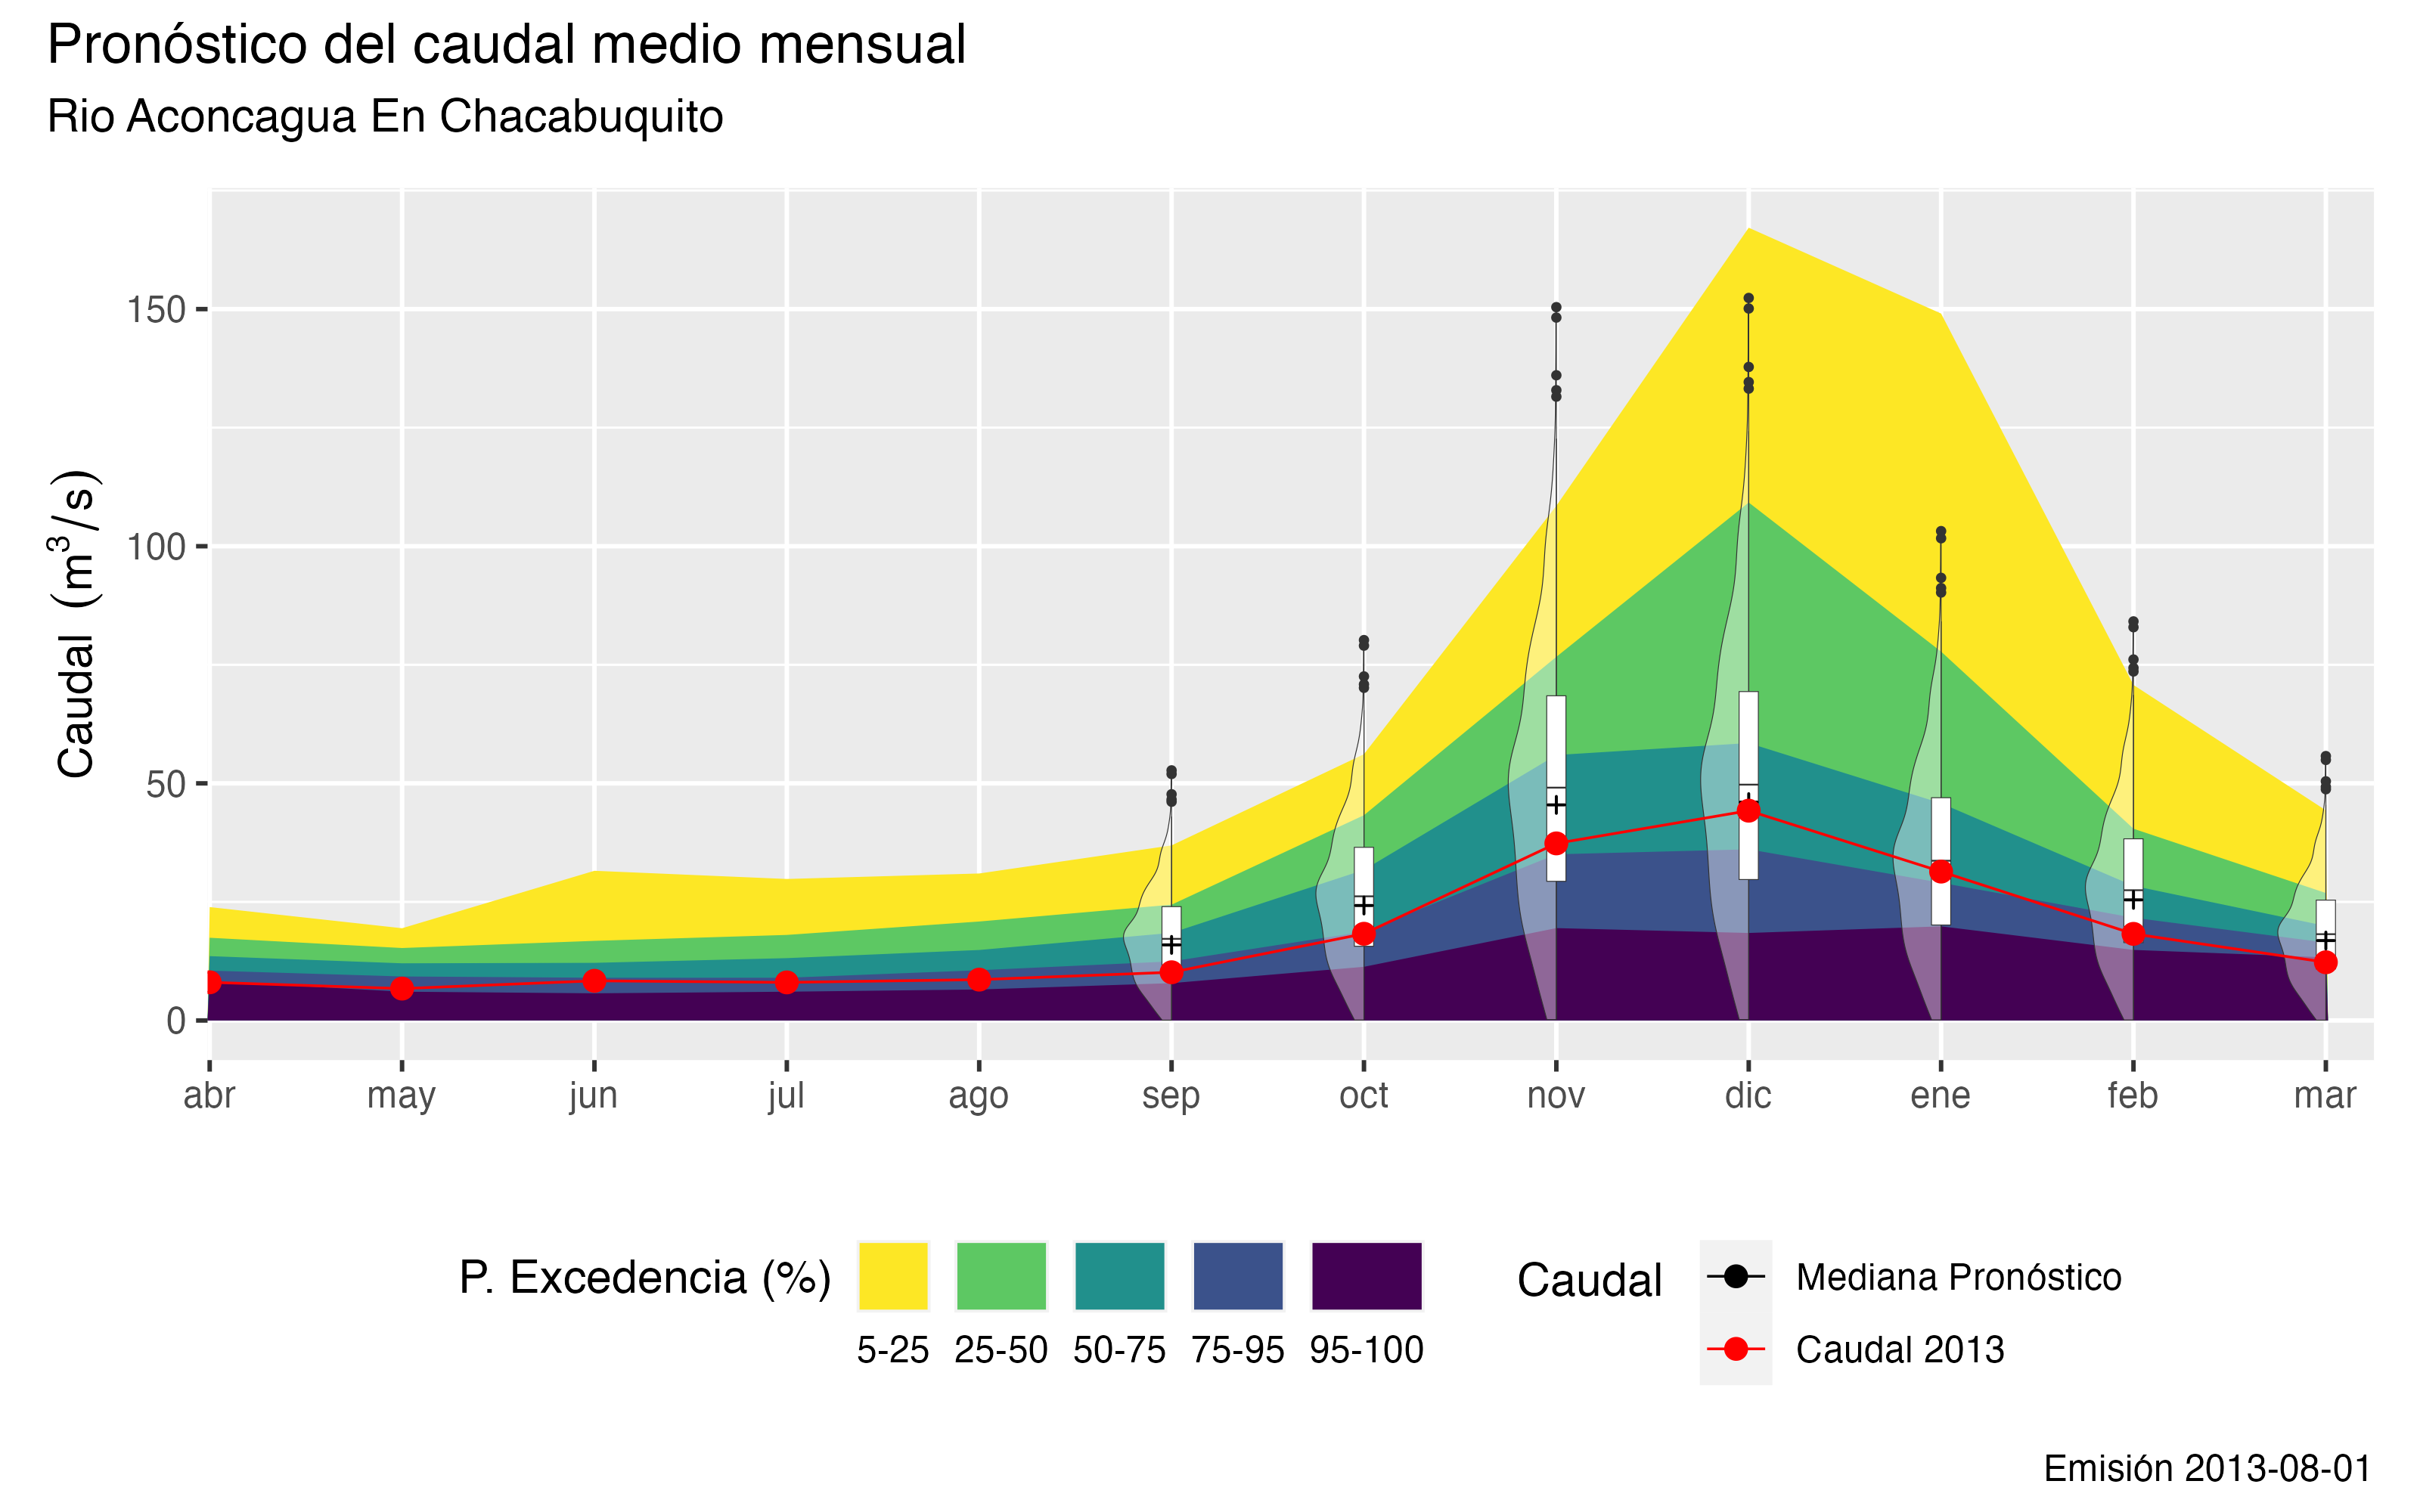 Pronóstico del caudal medio mensual
Rio Aconcagua En Chacabuquito
Caudal (m³/s)
150
100
50
0
abr may jun jul ago sep oct nov dic ene feb mar
P. Excedencia (%)
5-25 25-50 50-75 75-95 95-100
Caudal
Mediana Pronóstico
Caudal 2013
Emisión 2013-08-01